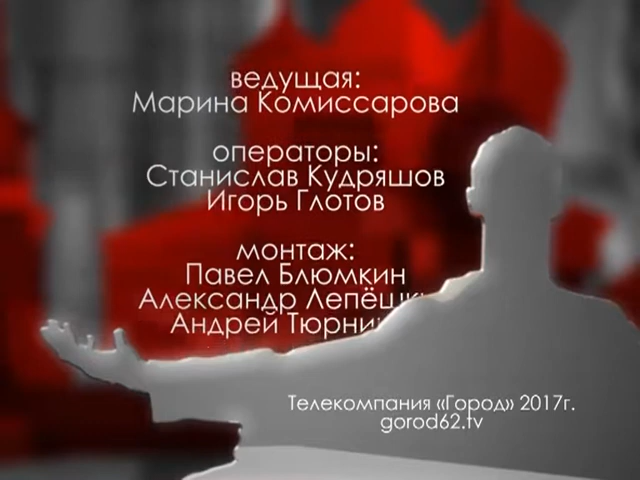 ведущая:
Марина Комиссарова
операторы:
Станислав Кудряшов
Игорь Глотов
монтаж:
Павел Блюмкин
Александр
Андрей
Телекомпания «Город» 2017г.
gorod62.tv